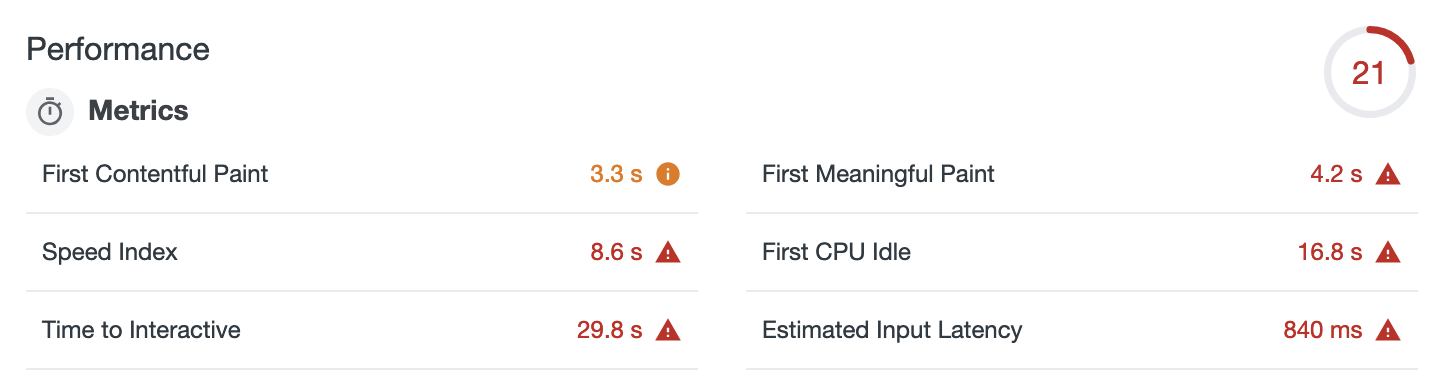 Performance
21
Metrics
First Contentful Paint 3.3 s
First Meaningful Paint 4.2 s
Speed Index 8.6 s
First CPU Idle 16.8 s
Time to Interactive 29.8 s
Estimated Input Latency 840 ms